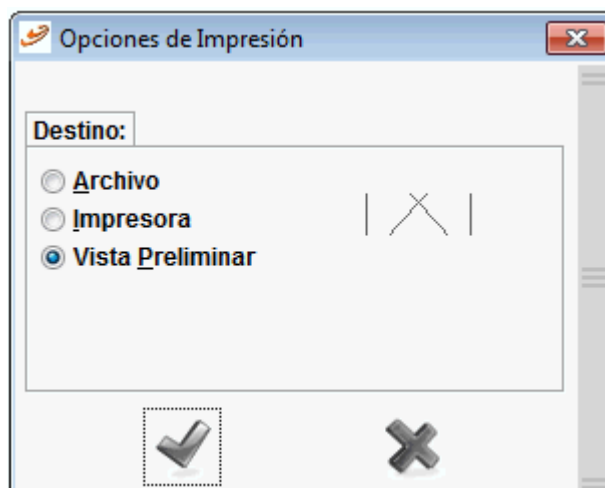 Opciones de Impresión
Destino:
Archivo
Impresora
Vista Preliminar